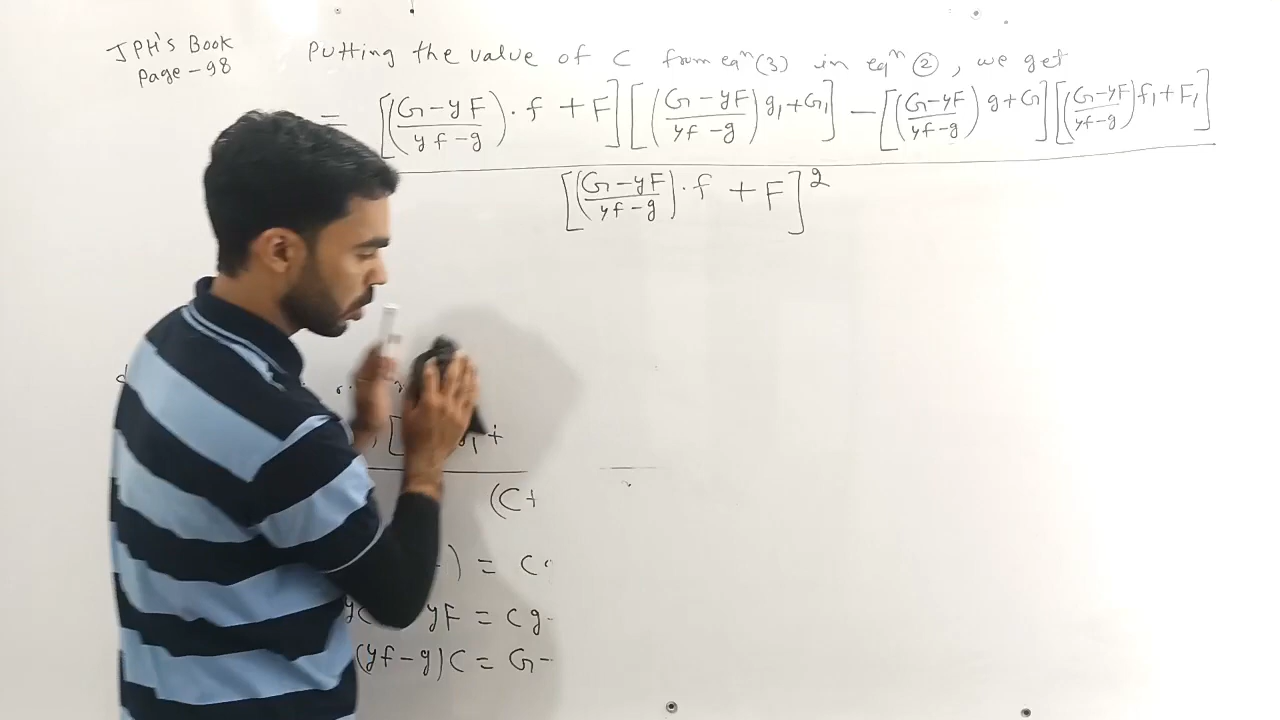 JPH's Book
Page - 98
Putting the value of C from eqⁿ(3) in eqⁿ ②, we get
= [((G-yF)/(yf-g))·f + F][((G-yF)/(yf-g))g₁+G₁] - [((G-yF)/(yf-g))g+G][((G-yF)/(yf-g))f₁+F₁]
[((G-yF)/(yf-g))·f + F]²
(C+
) = C
yF = Cg-
(yf-g)C = G-